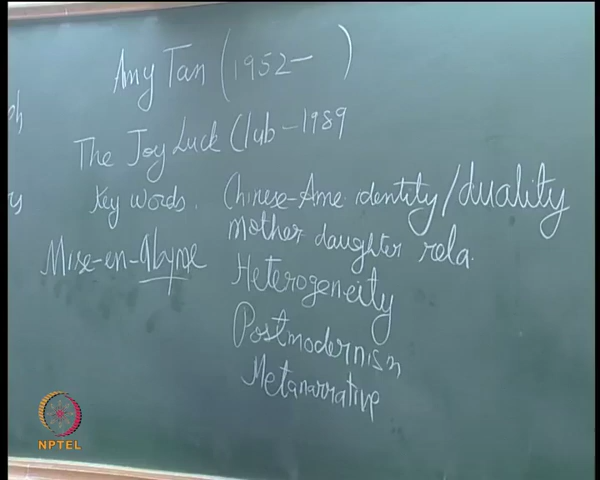 Amy Tan (1952- )
The Joy Luck Club - 1989
Key words. Chinese-Ame. identity/duality
Mother daughter rela.
Mise-en-Abyme
Heterogeneity
Postmodernism
Metanarrative
NPTEL